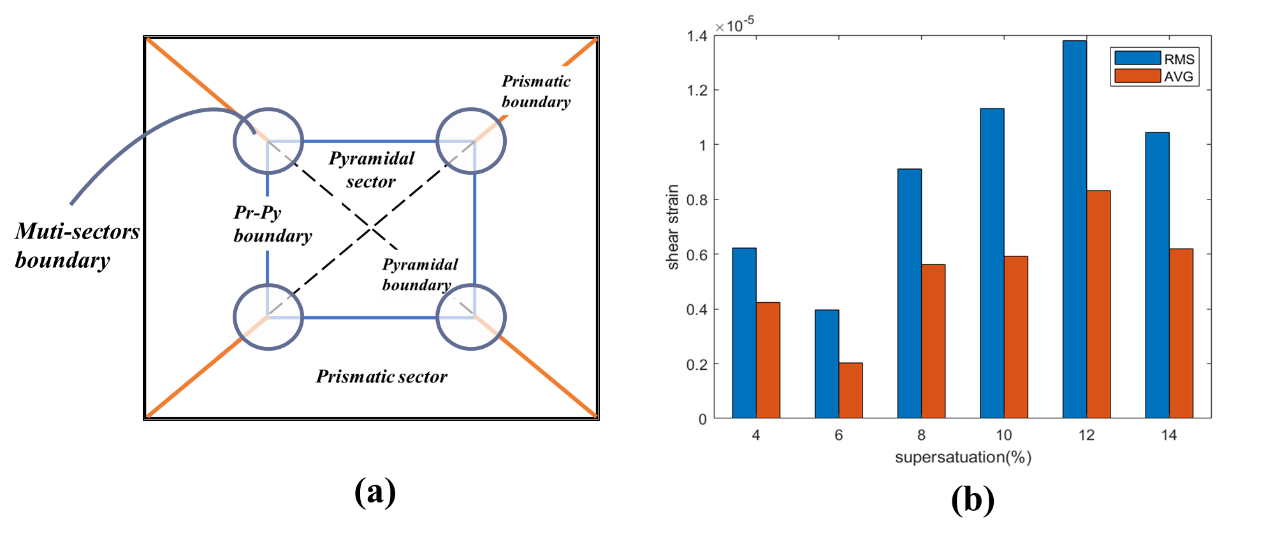 Prismatic
boundary
Pyramidal
sector
Pr-Py
boundary
Muti-sectors
boundary
Pyramidal
boundary
Prismatic sector
(a)
×10⁻⁵
1.4
1.2
1
0.8
0.6
0.4
0.2
0
shear strain
RMS
AVG
4 6 8 10 12 14
supersatuation(%)
(b)